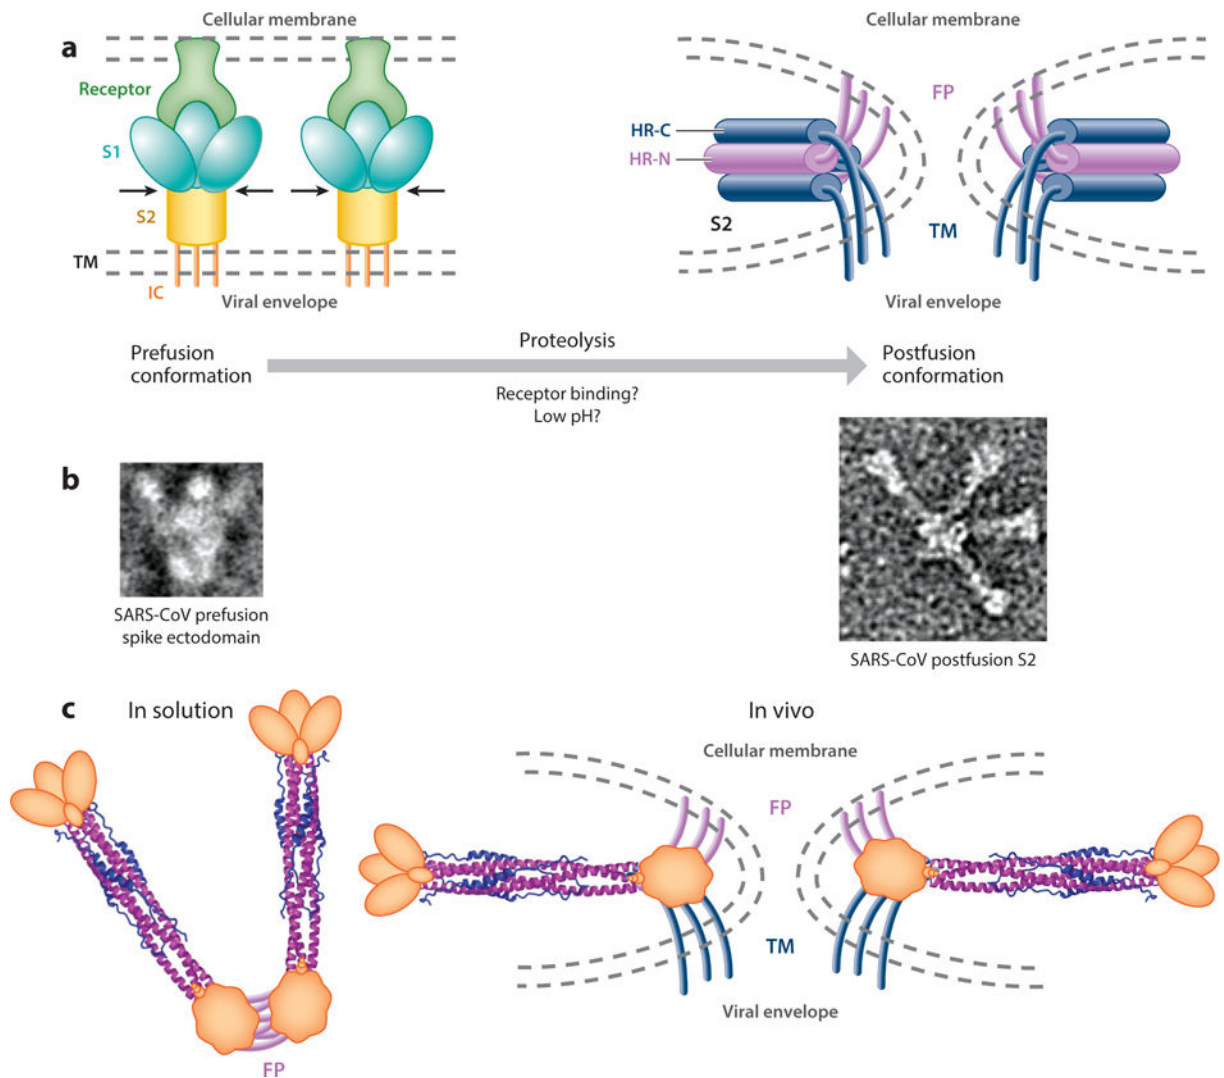 a
Cellular membrane
Receptor
S1
S2
TM
IC
Viral envelope
Cellular membrane
FP
HR-C
HR-N
S2
TM
Viral envelope
Prefusion
conformation
Proteolysis
Receptor binding?
Low pH?
Postfusion
conformation
b
SARS-CoV prefusion
spike ectodomain
SARS-CoV postfusion S2
c
In solution
FP
In vivo
Cellular membrane
FP
TM
Viral envelope